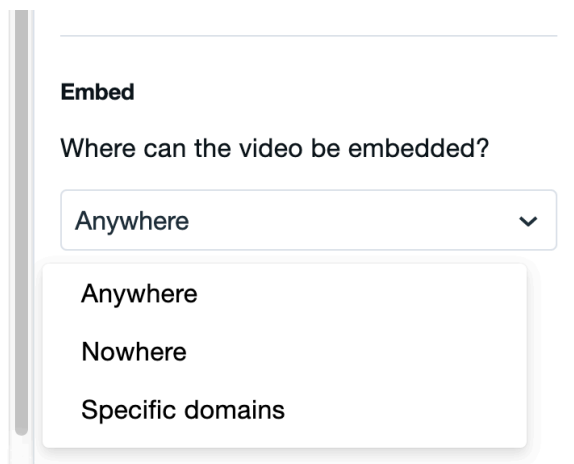 Embed
Where can the video be embedded?
Anywhere
Anywhere
Nowhere
Specific domains